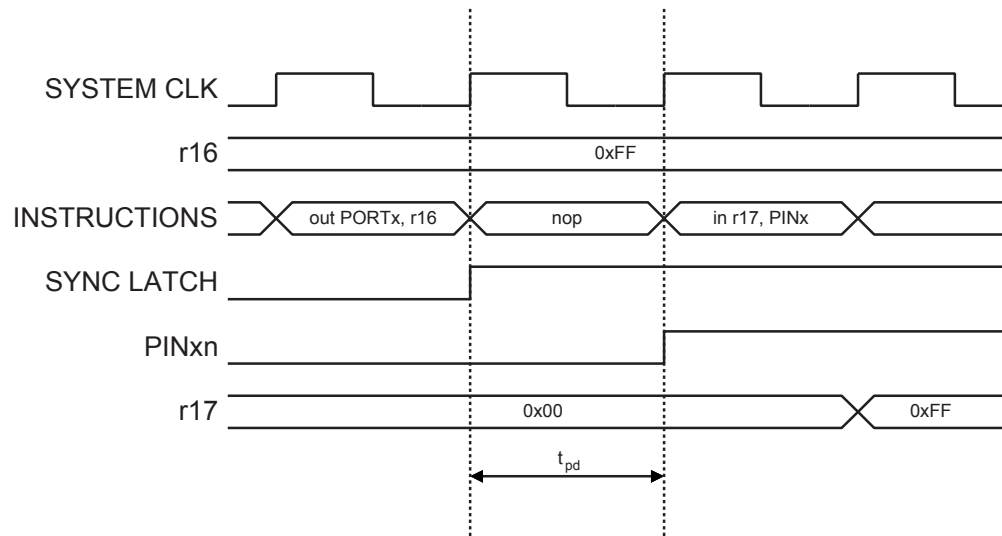 SYSTEM CLK
r16
0xFF
INSTRUCTIONS
out PORTx, r16
nop
in r17, PINx
SYNC LATCH
PINxn
r17
0x00
0xFF
tpd